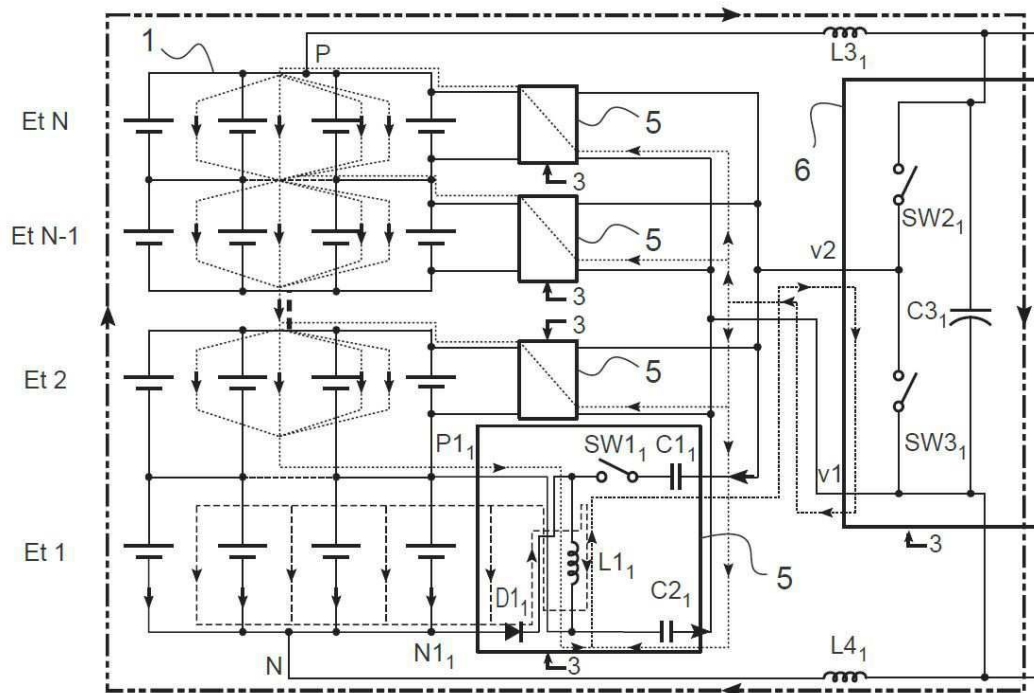 1
P
L3₁
Et N
5
6
3
SW2₁
Et N-1
5
v2
3
C3₁
3
Et 2
5
SW3₁
P1₁
SW1₁
C1₁
v1
Et 1
L1₁
5
3
D1₁
C2₁
N
N1₁
3
L4₁